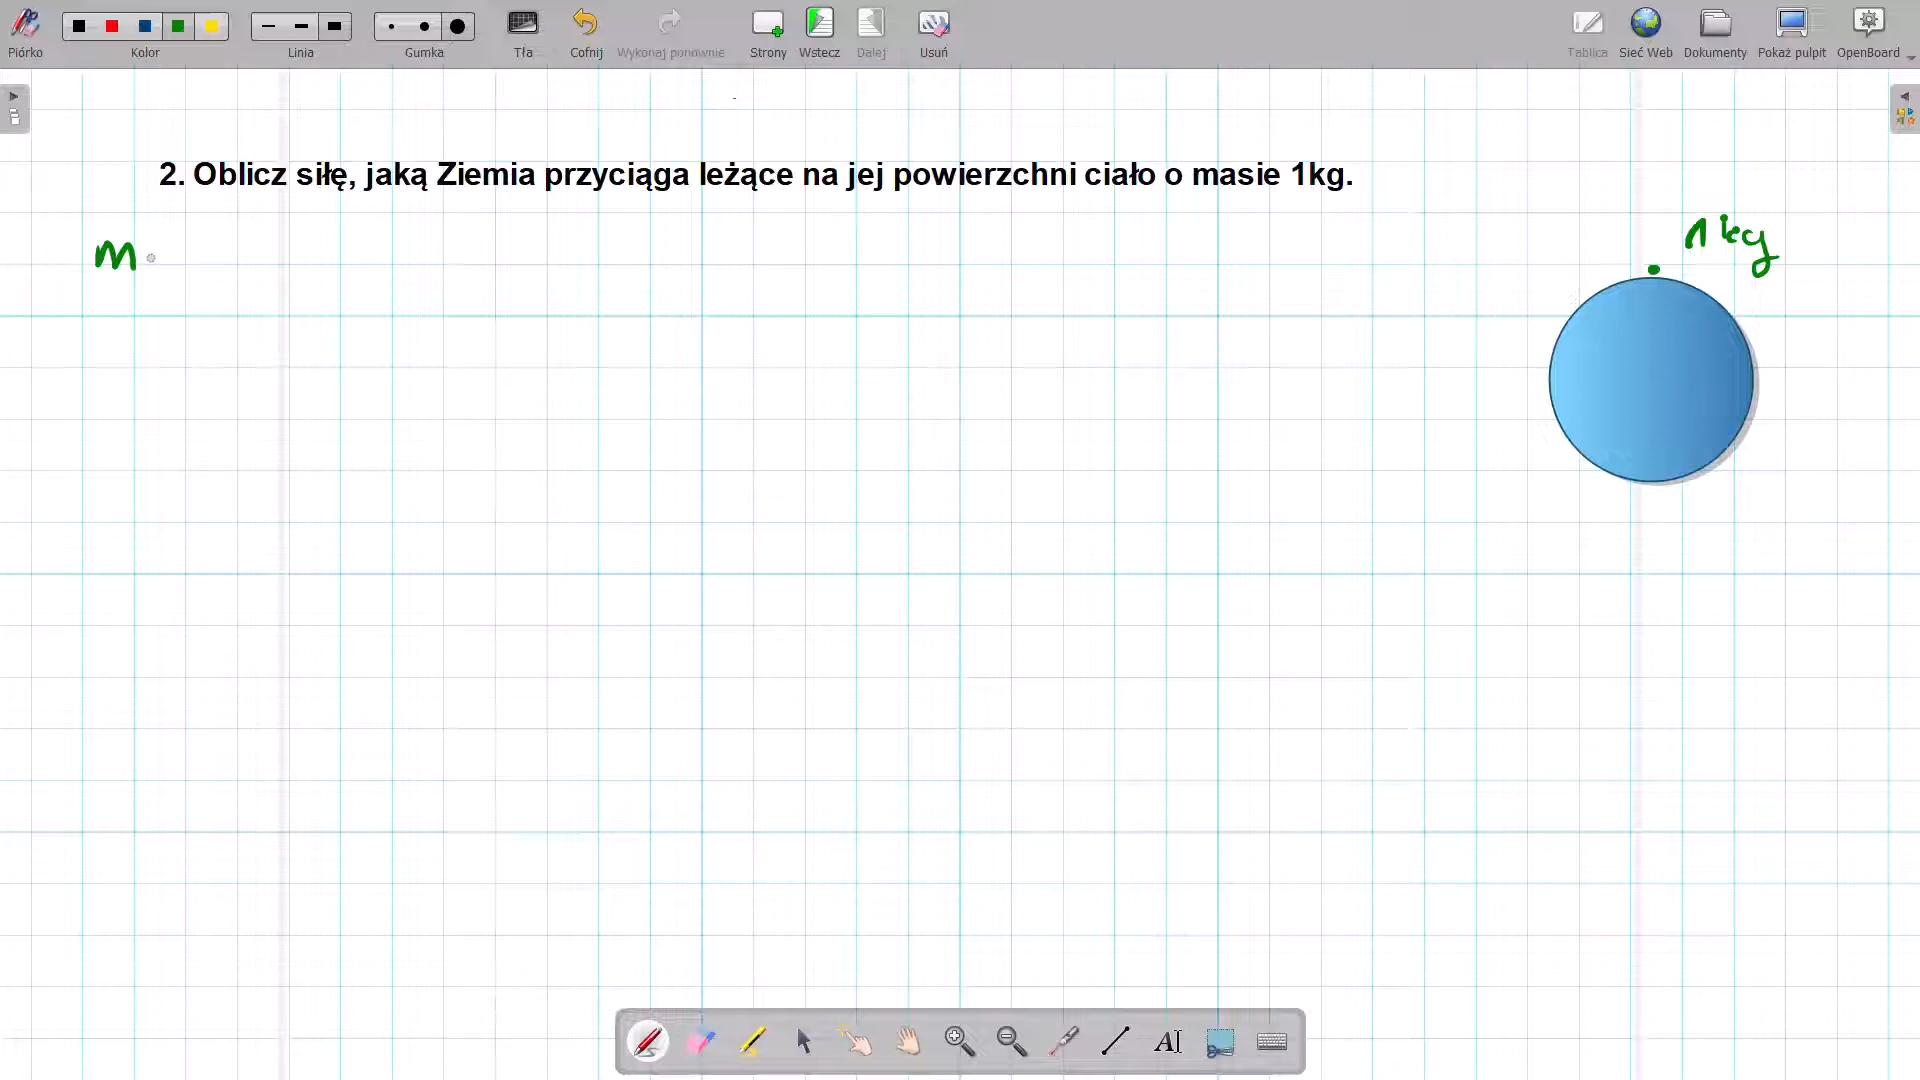 Piórko Kolor Linia Gumka Tła Cofnij Wykonaj ponownie Strony Wstecz Dalej Usuń Tablica Sieć Web Dokumenty Pokaż pulpit OpenBoard
2. Oblicz siłę, jaką Ziemia przyciąga leżące na jej powierzchni ciało o masie 1kg.
1 kg
m